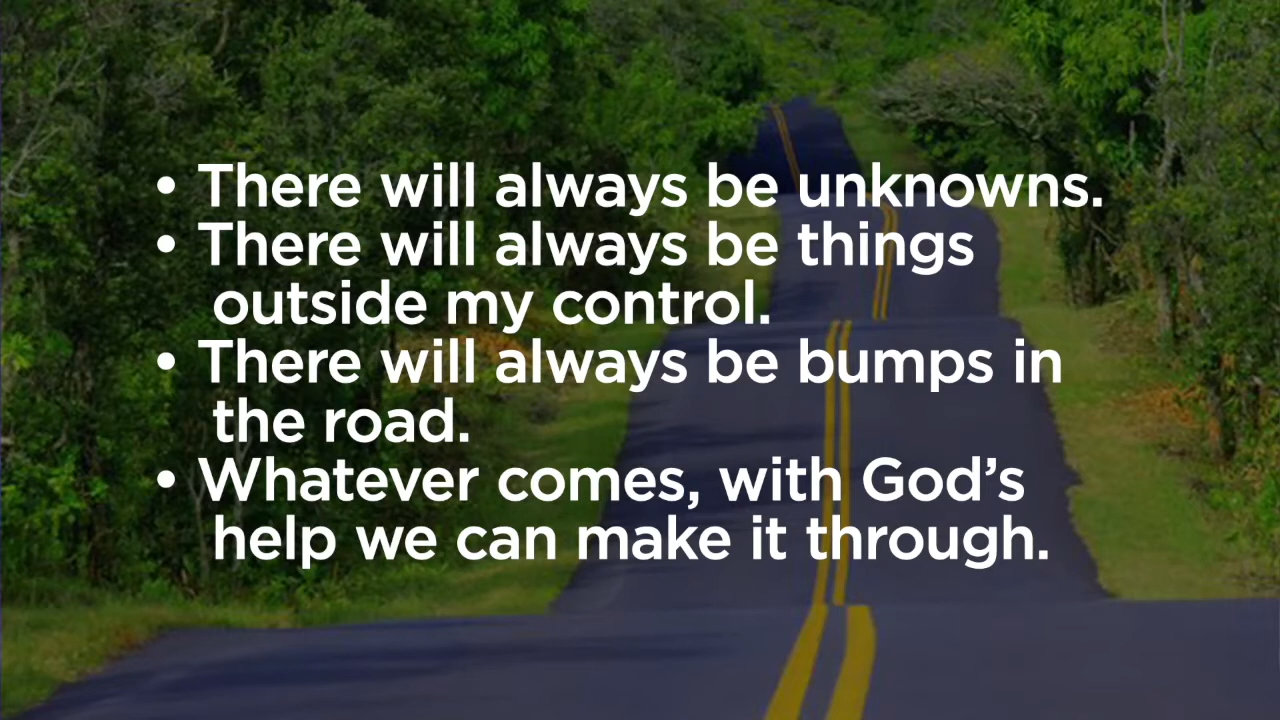 • There will always be unknowns.
• There will always be things
outside my control.
• There will always be bumps in
the road.
• Whatever comes, with God’s
help we can make it through.